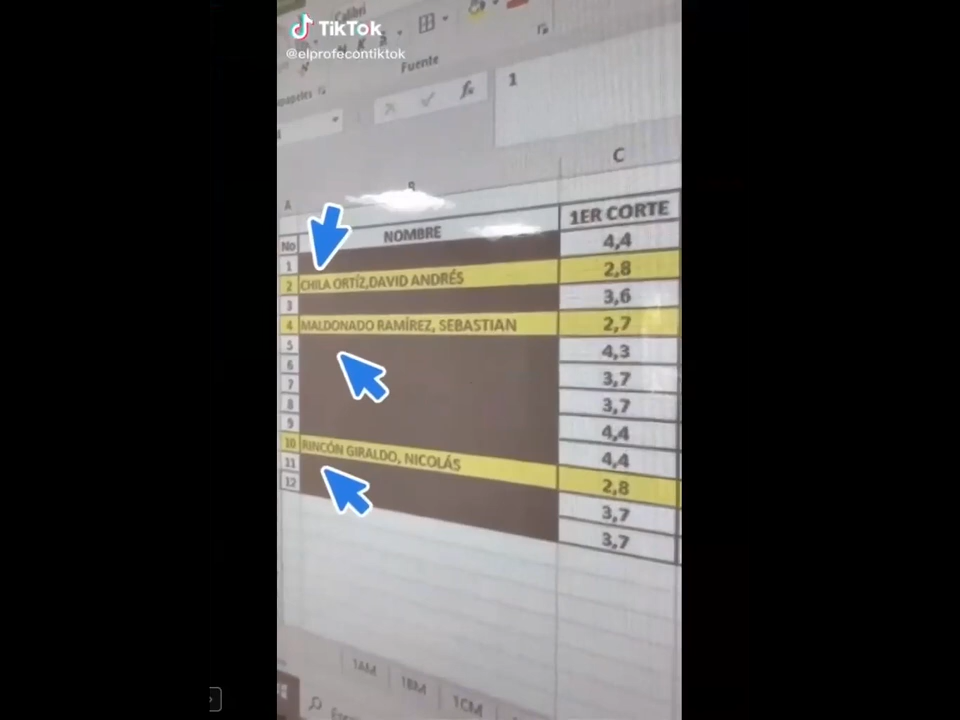 TikTok
@elprofecontiktok
Calibri
Fuente
1
C
A
No NOMBRE 1ER CORTE
1 4,4
2 CHILA ORTÍZ,DAVID ANDRÉS 2,8
3 3,6
4 MALDONADO RAMÍREZ, SEBASTIAN 2,7
5 4,3
6 3,7
7 3,7
8 4,4
9 4,4
10 RINCÓN GIRALDO, NICOLÁS 2,8
11 3,7
12 3,7
1AM 1BM 1CM